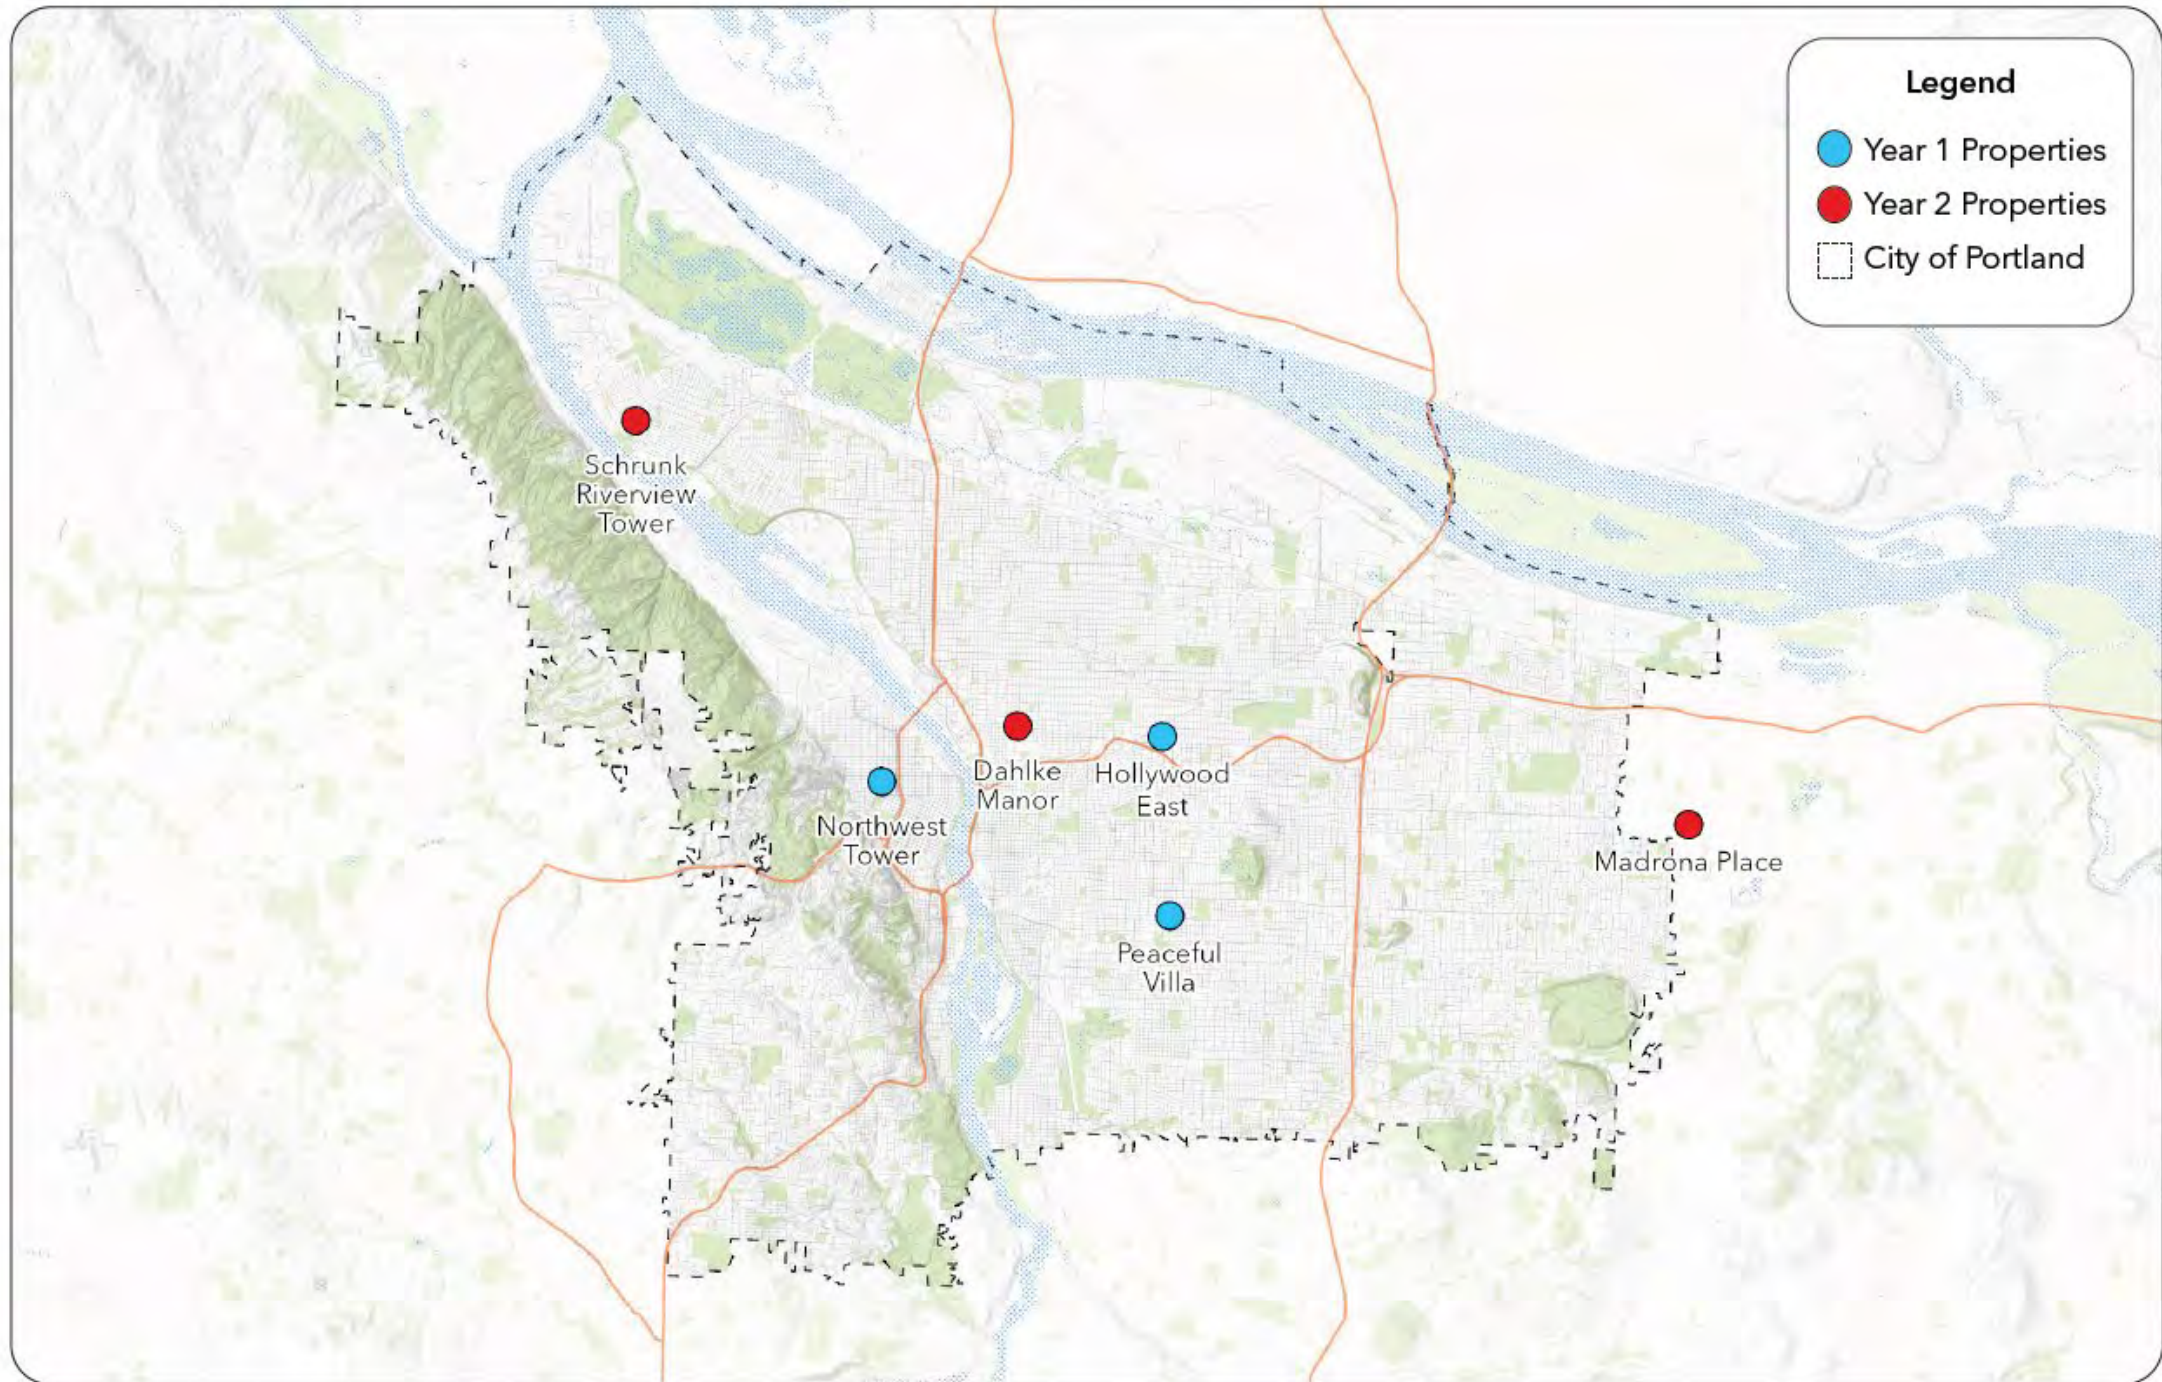 Legend
Year 1 Properties
Year 2 Properties
City of Portland
Schrunk
Riverview
Tower
Dahlke
Manor
Hollywood
East
Northwest
Tower
Madrona Place
Peaceful
Villa